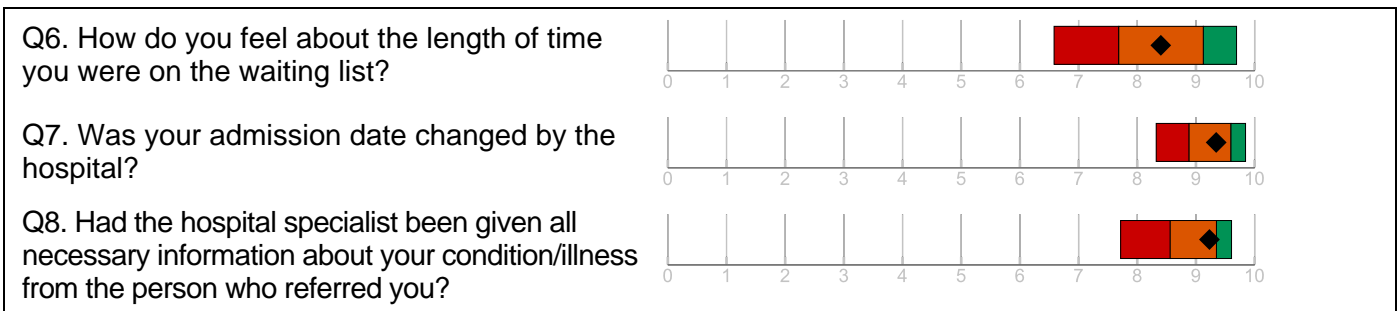 Q6. How do you feel about the length of time
you were on the waiting list?
0 1 2 3 4 5 6 7 8 9 10
Q7. Was your admission date changed by the
hospital?
0 1 2 3 4 5 6 7 8 9 10
Q8. Had the hospital specialist been given all
necessary information about your condition/illness
from the person who referred you?
0 1 2 3 4 5 6 7 8 9 10